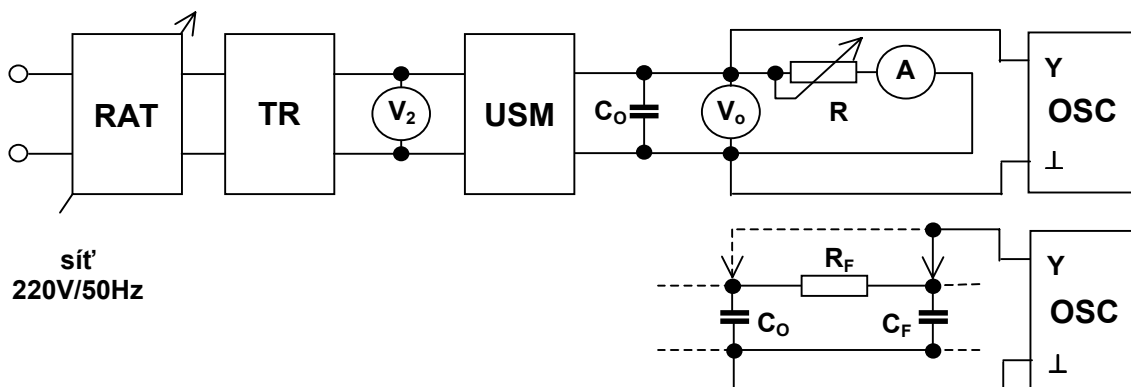 RAT
TR
V2
USM
CO
Vo
R
A
Y
OSC
⊥
síť
220V/50Hz
RF
CO
CF
Y
OSC
⊥